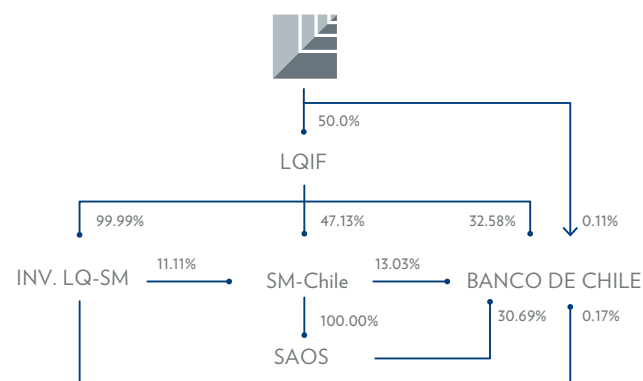 50.0%
LQIF
99.99%
47.13%
32.58%
0.11%
11.11%
13.03%
INV. LQ-SM
SM-Chile
BANCO DE CHILE
100.00%
30.69%
0.17%
SAOS